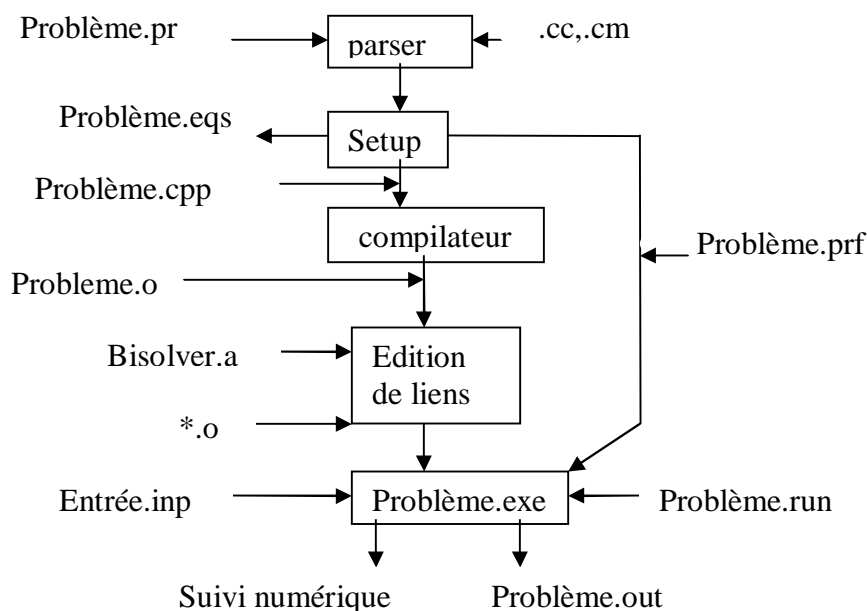 Problème.pr
parser
.cc,.cm
Problème.eqs
Setup
Problème.cpp
compilateur
Problème.prf
Probleme.o
Bisolver.a
Edition
de liens
*.o
Entrée.inp
Problème.exe
Problème.run
Suivi numérique
Problème.out